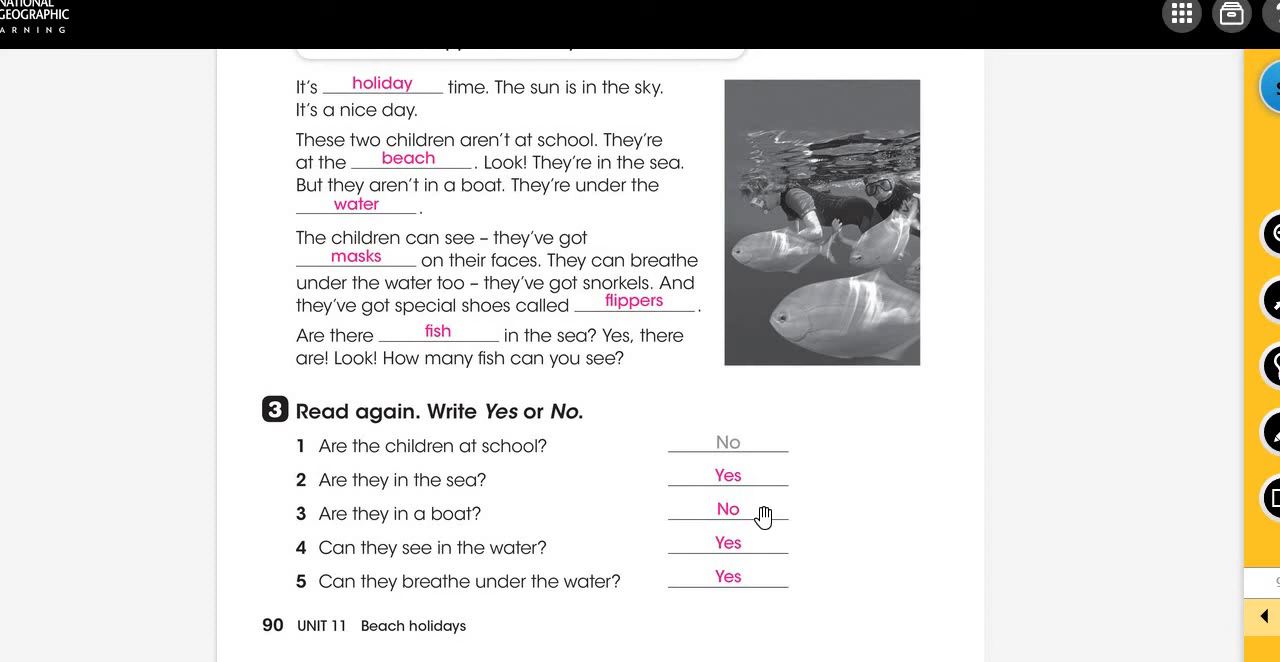 NATIONAL
GEOGRAPHIC
It's holiday time. The sun is in the sky.
It's a nice day.
These two children aren't at school. They're
at the beach. Look! They're in the sea.
But they aren't in a boat. They're under the
water.
The children can see – they've got
masks on their faces. They can breathe
under the water too – they've got snorkels. And
they've got special shoes called flippers.
Are there fish in the sea? Yes, there
are! Look! How many fish can you see?
3 Read again. Write Yes or No.
1 Are the children at school? No
2 Are they in the sea? Yes
3 Are they in a boat? No
4 Can they see in the water? Yes
5 Can they breathe under the water? Yes
90 UNIT 11 Beach holidays